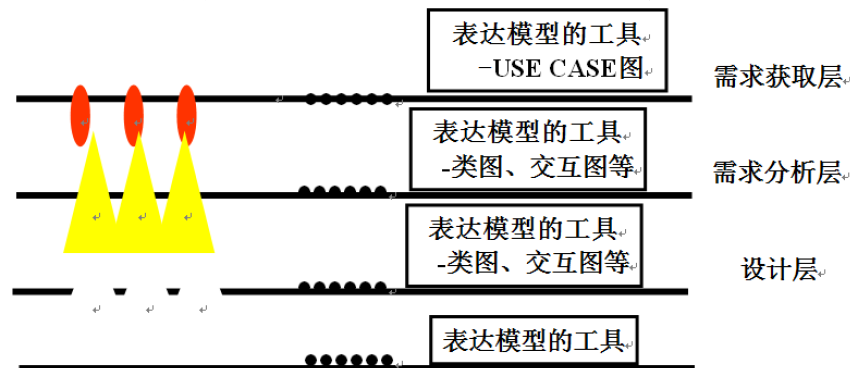 表达模型的工具
-USE CASE图
需求获取层
表达模型的工具
-类图、交互图等
需求分析层
表达模型的工具
-类图、交互图等
设计层
表达模型的工具